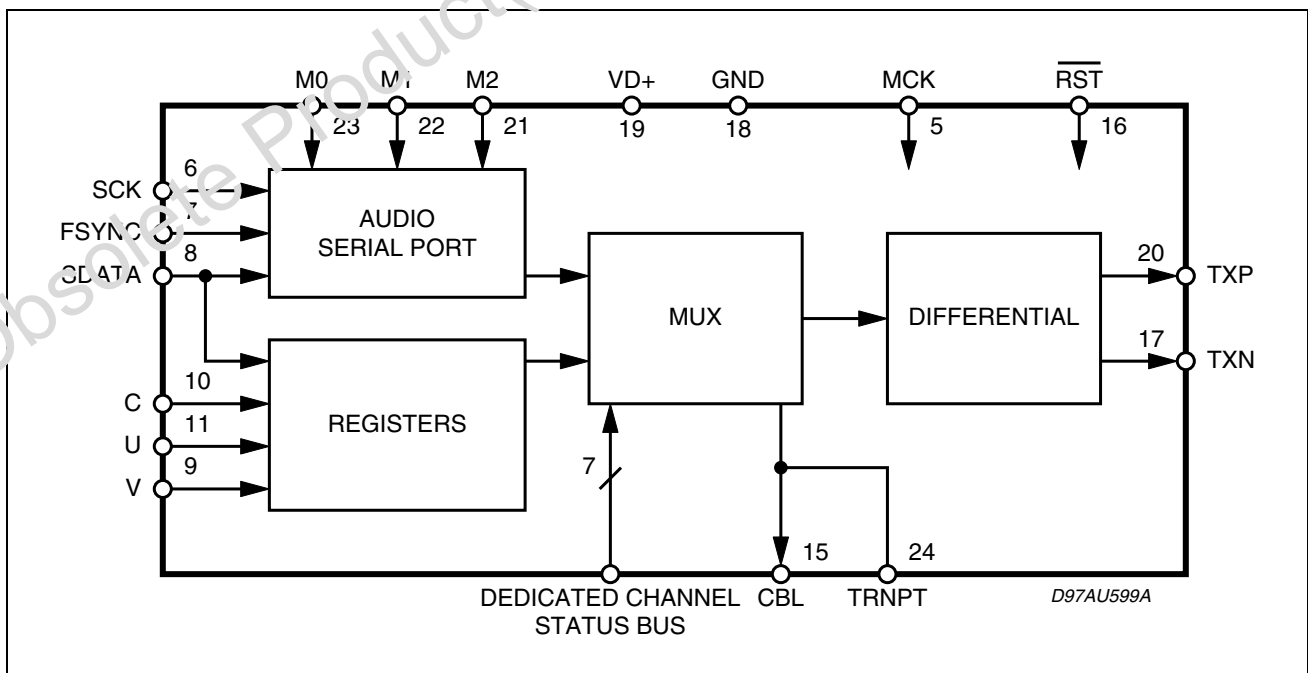 Obsolete Product(
M0 M1 M2 VD+ GND MCK RST
23 22 21 19 18 5 16
SCK 6
FSYNC 7
SDATA 8
AUDIO
SERIAL PORT
MUX
DIFFERENTIAL
20 TXP
17 TXN
C 10
U 11
V 9
REGISTERS
7
15 24
DEDICATED CHANNEL
STATUS BUS
CBL TRNPT
D97AU599A